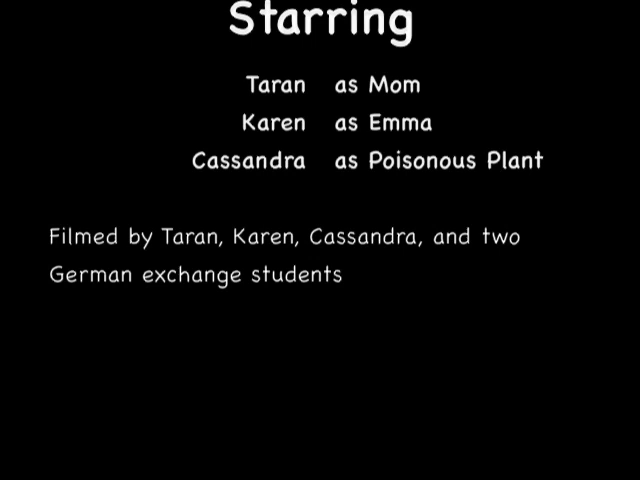 Starring
Taran as Mom
Karen as Emma
Cassandra as Poisonous Plant
Filmed by Taran, Karen, Cassandra, and two
German exchange students